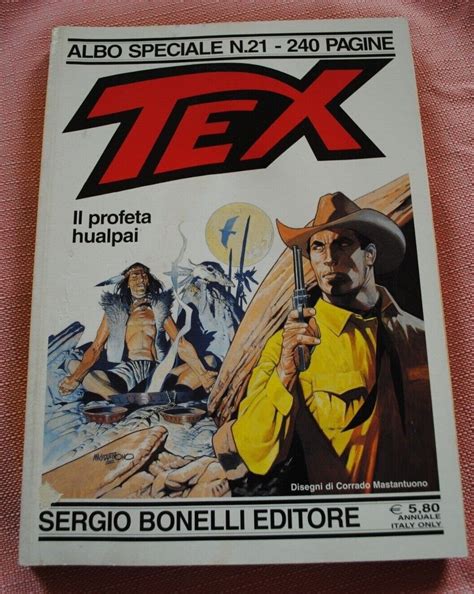 ALBO SPECIALE N.21 - 240 PAGINE
TEX
Il profeta
hualpai
MASTANTUONO
Disegni di Corrado Mastantuono
SERGIO BONELLI EDITORE
€ 5,80
ANNUALE
ITALY ONLY